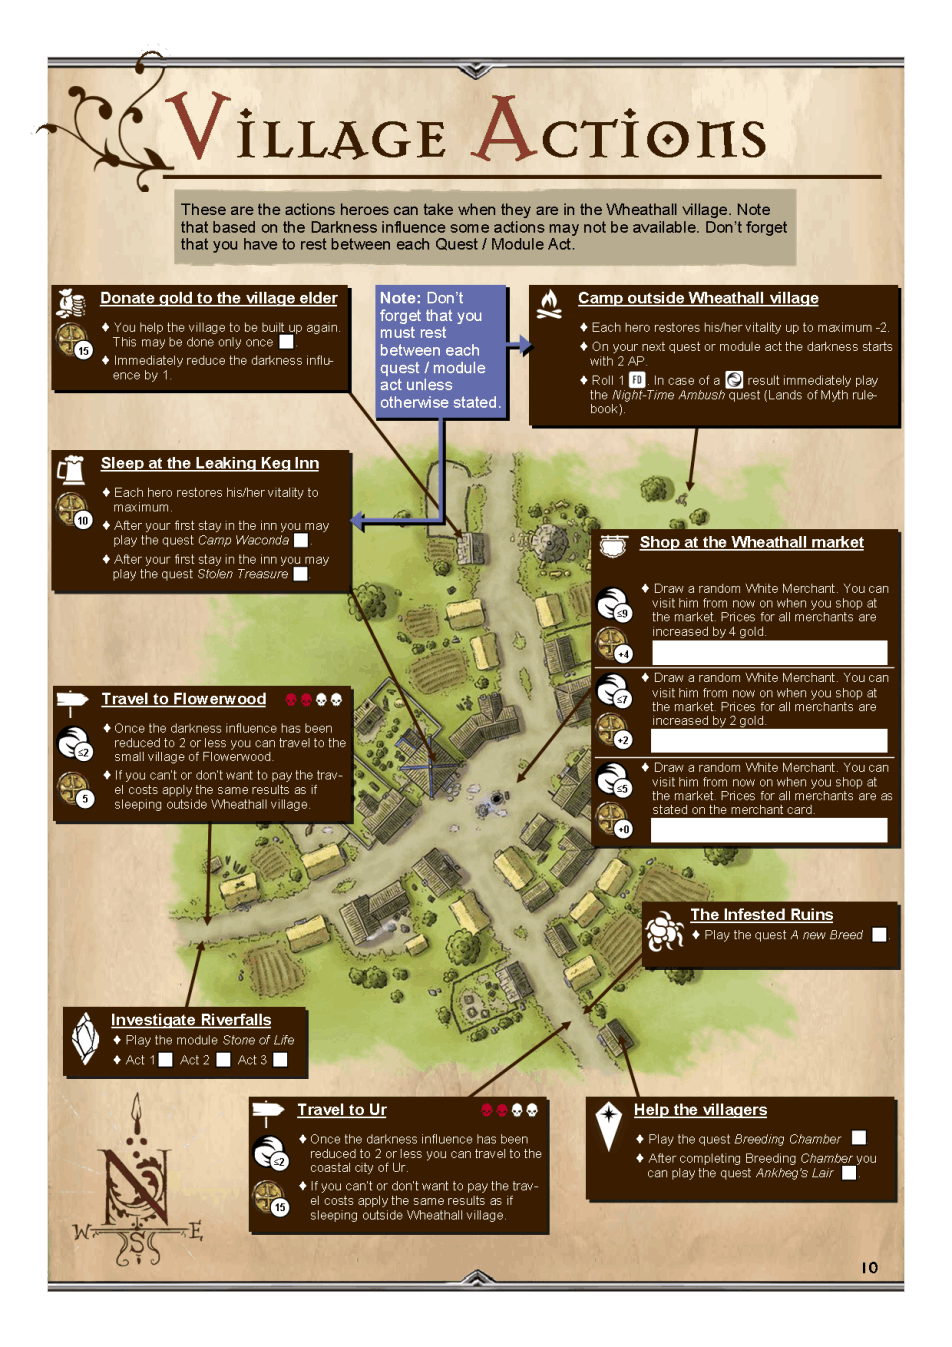 Village Actions
These are the actions heroes can take when they are in the Wheathall village. Note
that based on the Darkness influence some actions may not be available. Don't forget
that you have to rest between each Quest / Module Act.
Donate gold to the village elder
♦ You help the village to be built up again.
This may be done only once .
♦ Immediately reduce the darkness influ-
ence by 1.
15
Note: Don't
forget that you
must rest
between each
quest / module
act unless
otherwise stated.
Camp outside Wheathall village
♦ Each hero restores his/her vitality up to maximum -2.
♦ On your next quest or module act the darkness starts
with 2 AP.
♦ Roll 1 FD. In case of a result immediately play
the Night-Time Ambush quest (Lands of Myth rule-
book).
Sleep at the Leaking Keg Inn
♦ Each hero restores his/her vitality to
maximum.
10
♦ After your first stay in the inn you may
play the quest Camp Waconda .
♦ After your first stay in the inn you may
play the quest Stolen Treasure .
Shop at the Wheathall market
♦ Draw a random White Merchant. You can
visit him from now on when you shop at
the market. Prices for all merchants are
increased by 4 gold.
≤9
+4
♦ Draw a random White Merchant. You can
visit him from now on when you shop at
the market. Prices for all merchants are
increased by 2 gold.
≤7
+2
♦ Draw a random White Merchant. You can
visit him from now on when you shop at
the market. Prices for all merchants are as
stated on the merchant card.
≤5
+0
Travel to Flowerwood
♦ Once the darkness influence has been
reduced to 2 or less you can travel to the
small village of Flowerwood.
≤2
♦ If you can't or don't want to pay the trav-
el costs apply the same results as if
sleeping outside Wheathall village.
5
The Infested Ruins
♦ Play the quest A new Breed .
Investigate Riverfalls
♦ Play the module Stone of Life
♦ Act 1 Act 2 Act 3
Travel to Ur
♦ Once the darkness influence has been
reduced to 2 or less you can travel to the
coastal city of Ur.
≤2
♦ If you can't or don't want to pay the trav-
el costs apply the same results as if
sleeping outside Wheathall village.
15
Help the villagers
♦ Play the quest Breeding Chamber
♦ After completing Breeding Chamber you
can play the quest Ankheg's Lair .
N
W S E
10